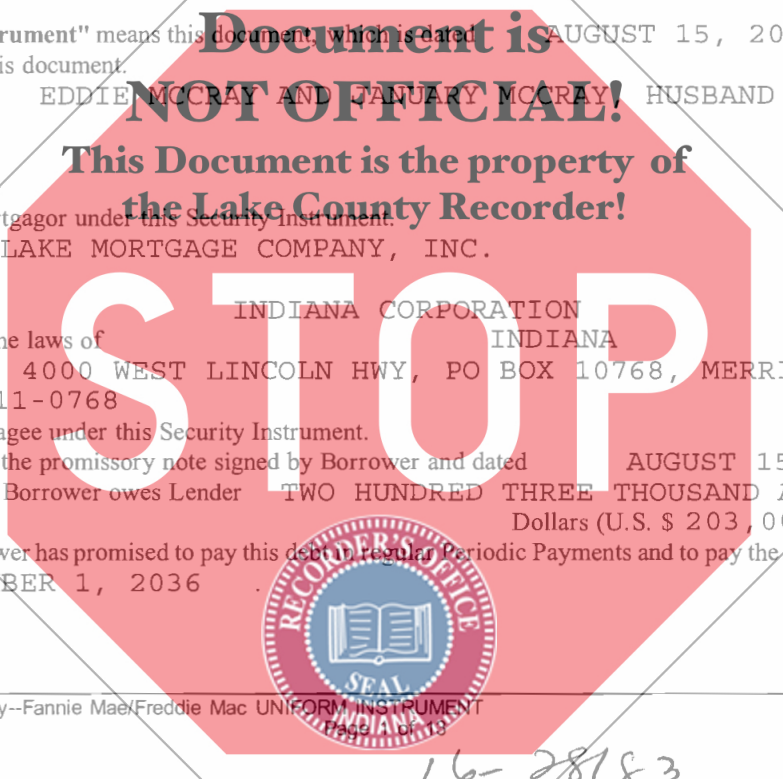 Document is
NOT OFFICIAL!
This Document is the property of
the Lake County Recorder!
STOP
rument" means this document, which is dated AUGUST 15, 20
is document.
EDDIE MCCRAY AND JANUARY MCCRAY, HUSBAND
tgagor under this Security Instrument.
LAKE MORTGAGE COMPANY, INC.
INDIANA CORPORATION
he laws of INDIANA
4000 WEST LINCOLN HWY, PO BOX 10768, MERRI
11-0768
agee under this Security Instrument.
the promissory note signed by Borrower and dated AUGUST 15
Borrower owes Lender TWO HUNDRED THREE THOUSAND A
Dollars (U.S. $ 203,00
wer has promised to pay this debt in regular Periodic Payments and to pay the
BER 1, 2036 .
RECORDER'S OFFICE
SEAL
INDIANA
y--Fannie Mae/Freddie Mac UNIFORM INSTRUMENT
Page 1 of 13
16-28183